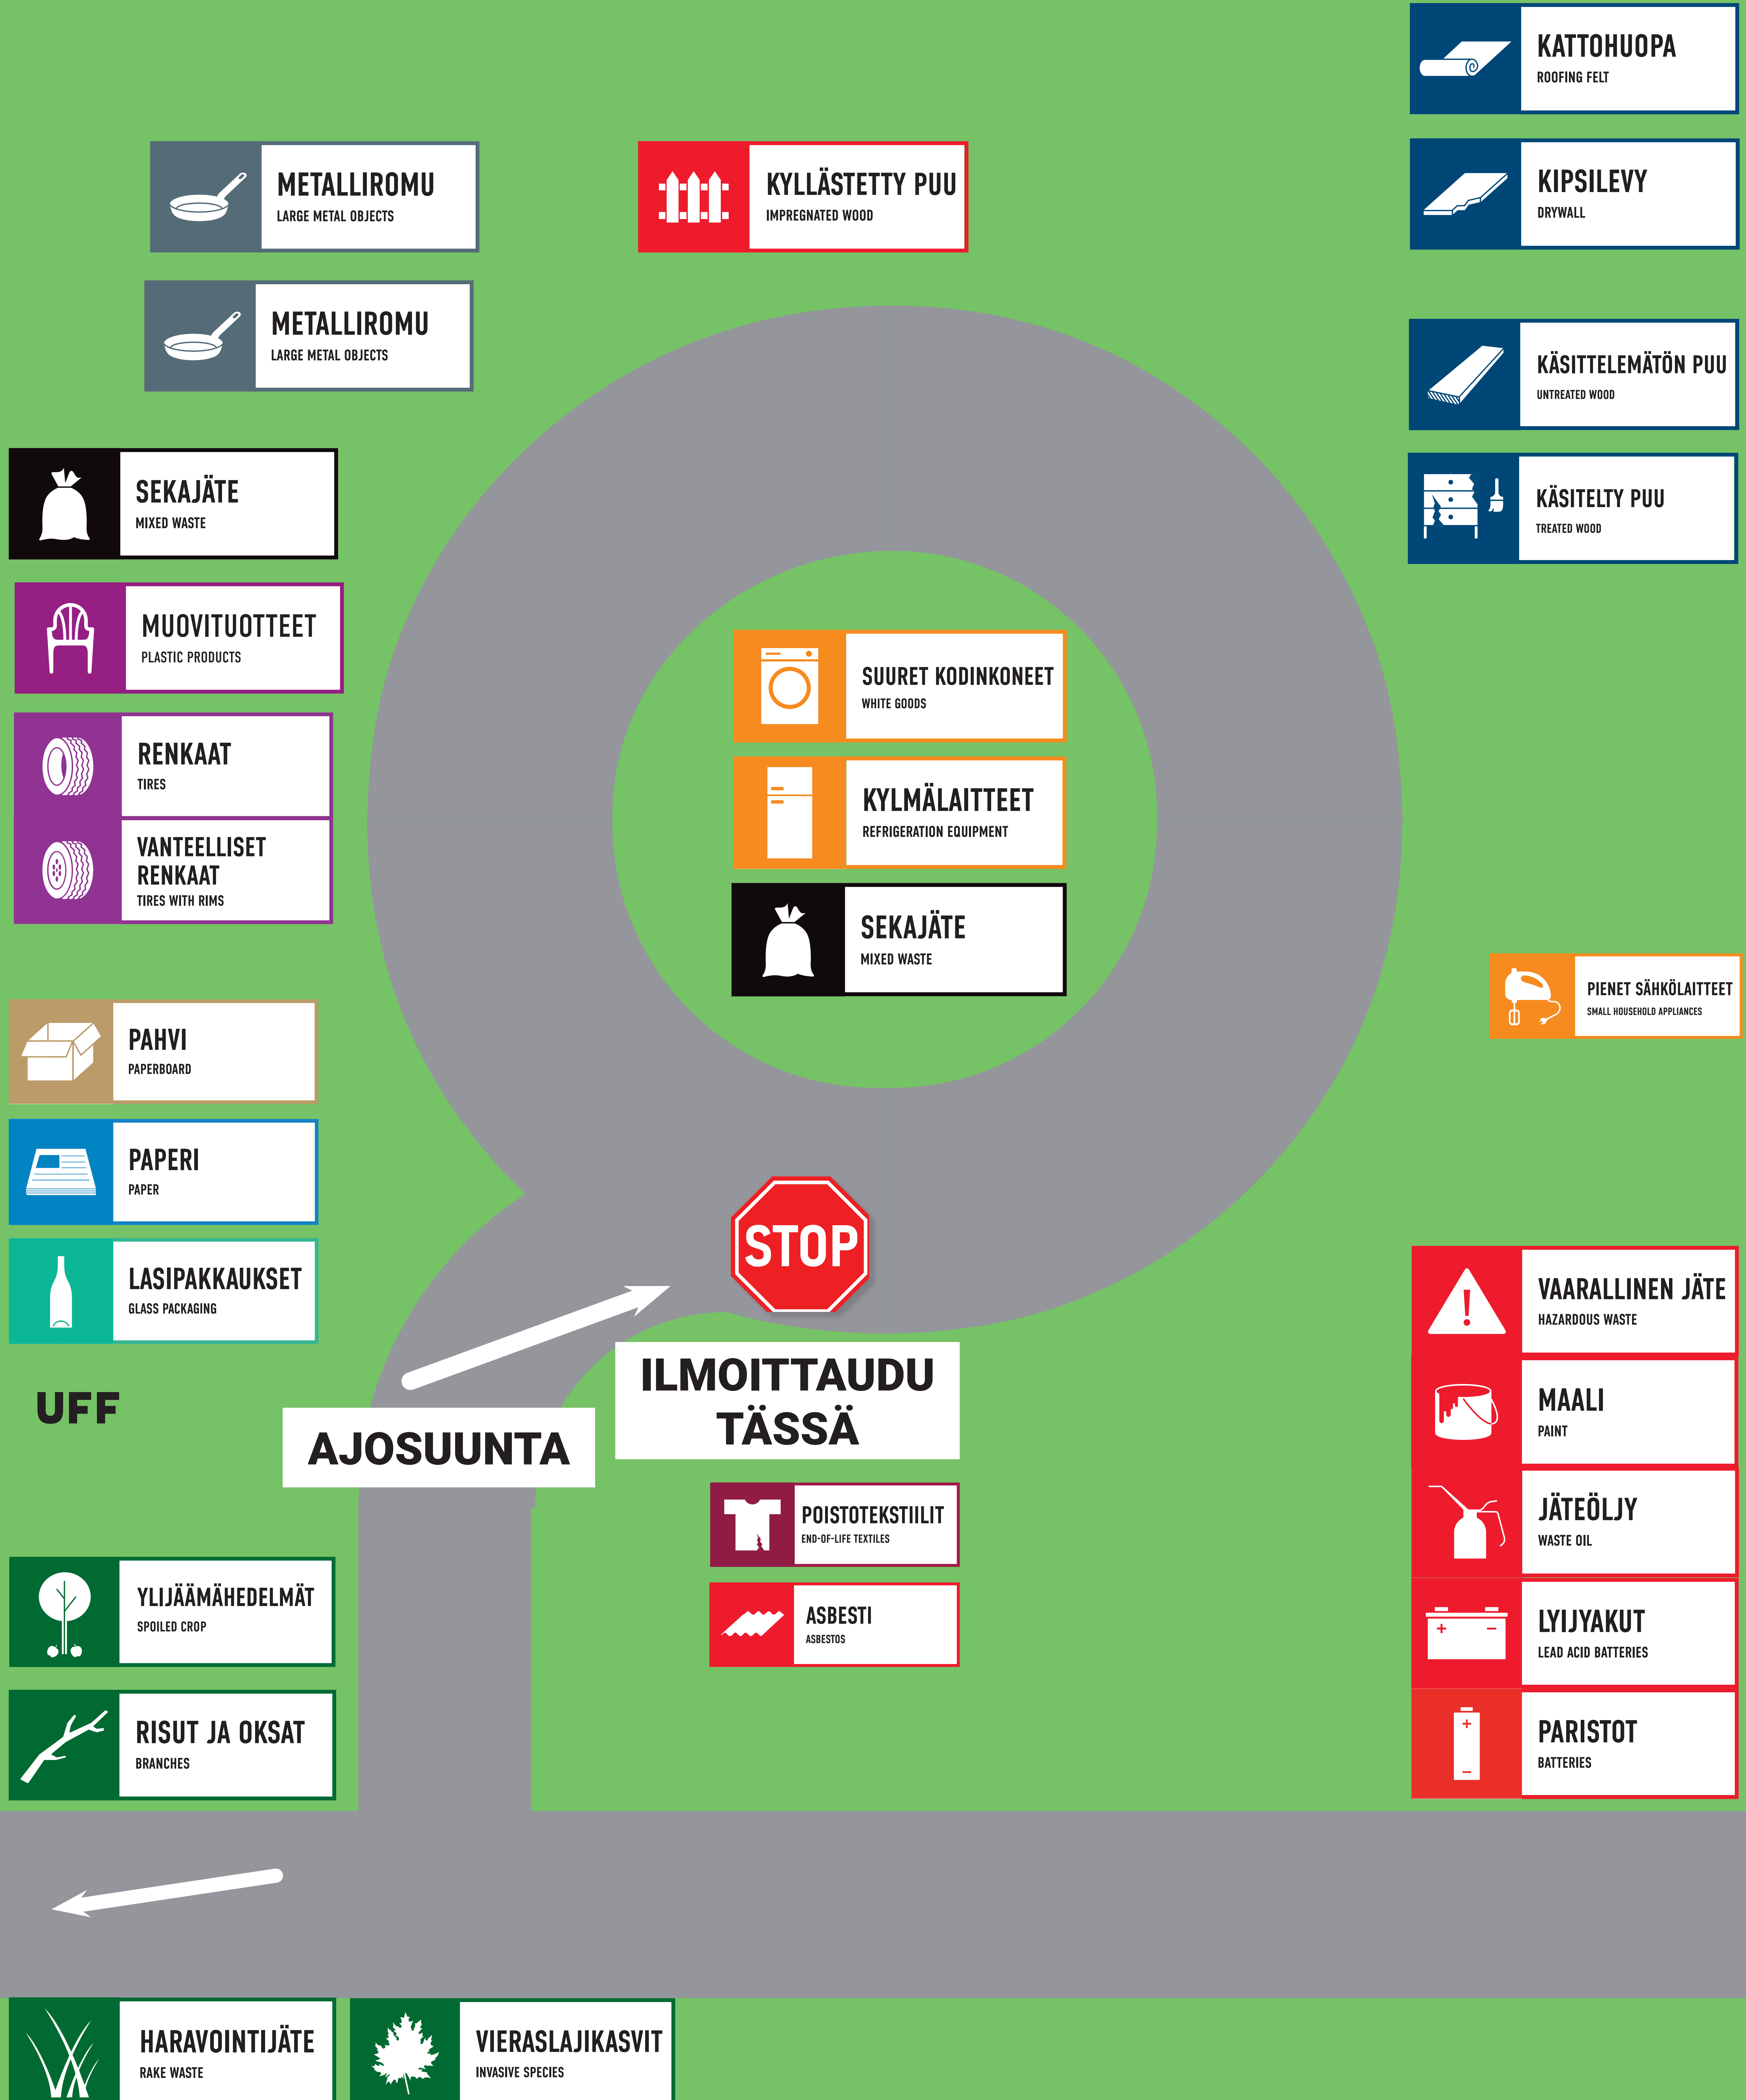 KATTOHUOPA
ROOFING FELT
METALLIROMU
LARGE METAL OBJECTS
KYLLÄSTETTY PUU
IMPREGNATED WOOD
KIPSILEVY
DRYWALL
METALLIROMU
LARGE METAL OBJECTS
KÄSITTELEMÄTÖN PUU
UNTREATED WOOD
SEKAJÄTE
MIXED WASTE
KÄSITELTY PUU
TREATED WOOD
MUOVITUOTTEET
PLASTIC PRODUCTS
SUURET KODINKONEET
WHITE GOODS
RENKAAT
TIRES
KYLMÄLAITTEET
REFRIGERATION EQUIPMENT
VANTEELLISET
RENKAAT
TIRES WITH RIMS
SEKAJÄTE
MIXED WASTE
PIENET SÄHKÖLAITTEET
SMALL HOUSEHOLD APPLIANCES
PAHVI
PAPERBOARD
PAPERI
PAPER
STOP
LASIPAKKAUKSET
GLASS PACKAGING
VAARALLINEN JÄTE
HAZARDOUS WASTE
UFF
ILMOITTAUDU
TÄSSÄ
AJOSUUNTA
MAALI
PAINT
POISTOTEKSTIILIT
END-OF-LIFE TEXTILES
JÄTEÖLJY
WASTE OIL
YLIJÄÄMÄHEDELMÄT
SPOILED CROP
ASBESTI
ASBESTOS
LYIJYAKUT
LEAD ACID BATTERIES
RISUT JA OKSAT
BRANCHES
PARISTOT
BATTERIES
HARAVOINTIJÄTE
RAKE WASTE
VIERASLAJIKASVIT
INVASIVE SPECIES